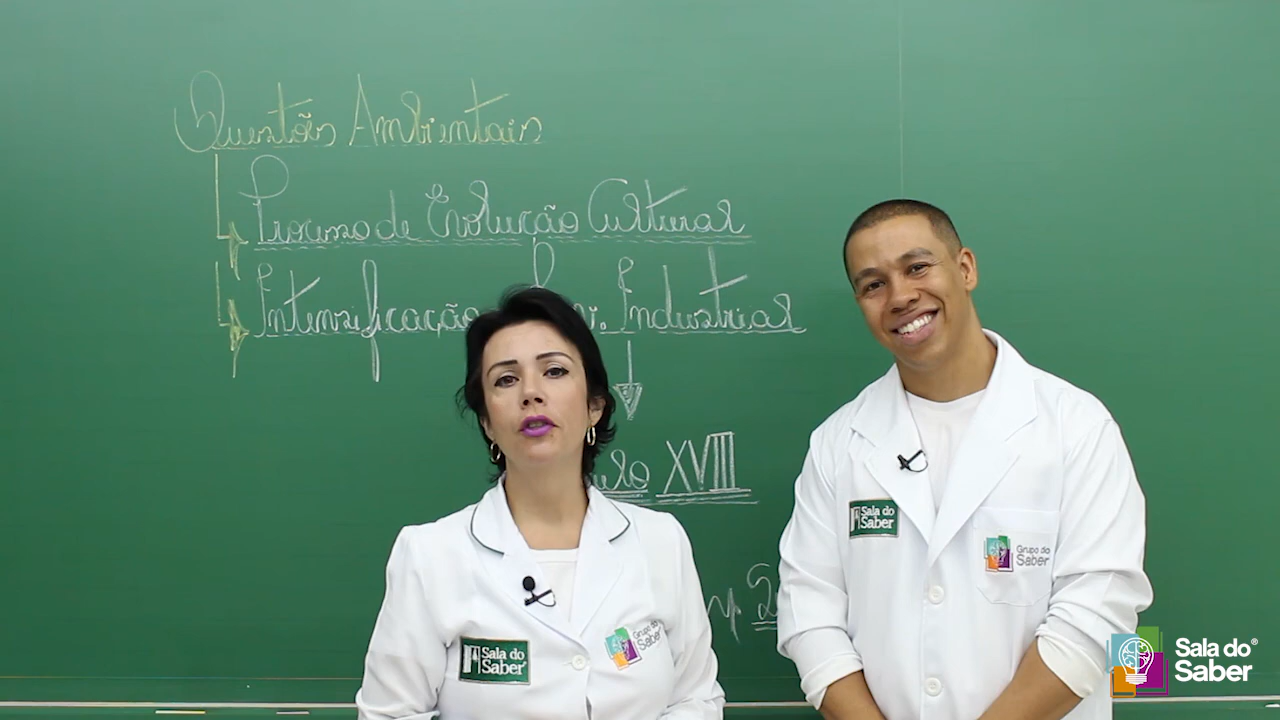 Questões Ambientais
Processo de Evolução Cultural
Intensificação Industrial
XVIII
Sala do
Saber
Grupo do
Saber
Sala do
Saber
Grupo do
Saber
Sala do
Saber®